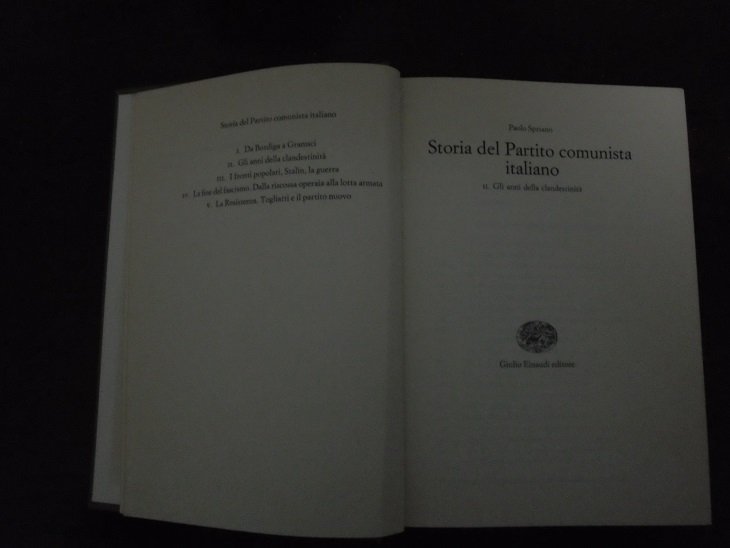 Storia del Partito comunista italiano
I. Da Bordiga a Gramsci
II. Gli anni della clandestinità
III. I fronti popolari, Stalin, la guerra
IV. La fine del fascismo. Dalla riscossa operaia alla lotta armata
V. La Resistenza. Togliatti e il partito nuovo
Paolo Spriano
Storia del Partito comunista
italiano
II. Gli anni della clandestinità
Giulio Einaudi editore